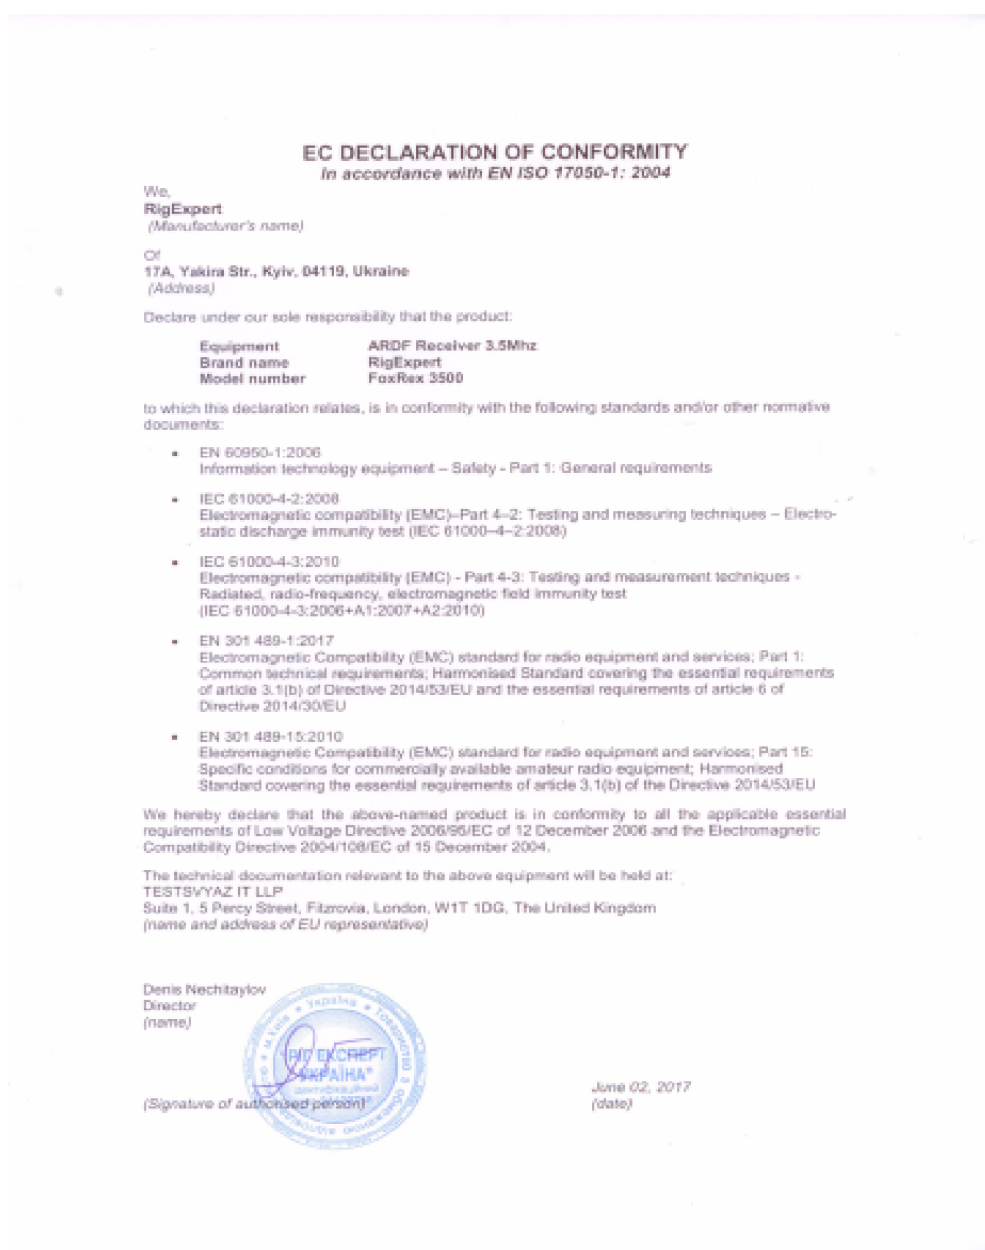 EC DECLARATION OF CONFORMITY
In accordance with EN ISO 17050-1: 2004
We,
RigExpert
(Manufacturer's name)
Of
17A, Yakira Str., Kyiv, 04119, Ukraine
(Address)
Declare under our sole responsibility that the product:
Equipment ARDF Receiver 3.5Mhz
Brand name RigExpert
Model number FoxRex 3500
to which this declaration relates, is in conformity with the following standards and/or other normative
documents:
• EN 60950-1:2006
Information technology equipment – Safety - Part 1: General requirements
• IEC 61000-4-2:2008
Electromagnetic compatibility (EMC)–Part 4–2: Testing and measuring techniques – Electro-
static discharge immunity test (IEC 61000–4–2:2008)
• IEC 61000-4-3:2010
Electromagnetic compatibility (EMC) - Part 4-3: Testing and measurement techniques -
Radiated, radio-frequency, electromagnetic field immunity test
(IEC 61000-4-3:2006+A1:2007+A2:2010)
• EN 301 489-1:2017
Electromagnetic Compatibility (EMC) standard for radio equipment and services; Part 1:
Common technical requirements; Harmonised Standard covering the essential requirements
of article 3.1(b) of Directive 2014/53/EU and the essential requirements of article 6 of
Directive 2014/30/EU
• EN 301 489-15:2010
Electromagnetic Compatibility (EMC) standard for radio equipment and services; Part 15:
Specific conditions for commercially available amateur radio equipment; Harmonised
Standard covering the essential requirements of article 3.1(b) of the Directive 2014/53/EU
We hereby declare that the above-named product is in conformity to all the applicable essential
requirements of Low Voltage Directive 2006/95/EC of 12 December 2006 and the Electromagnetic
Compatibility Directive 2004/108/EC of 15 December 2004.
The technical documentation relevant to the above equipment will be held at:
TESTSVYAZ IT LLP
Suite 1, 5 Percy Street, Fitzrovia, London, W1T 1DG, The United Kingdom
(name and address of EU representative)
Denis Nechitaylov
Director
(name)
Україна
м.Київ
Товариство з обмеженою
РІГ ЕКСПЕРТ
УКРАЇНА"
June 02, 2017
(Signature of authorised person)
(date)